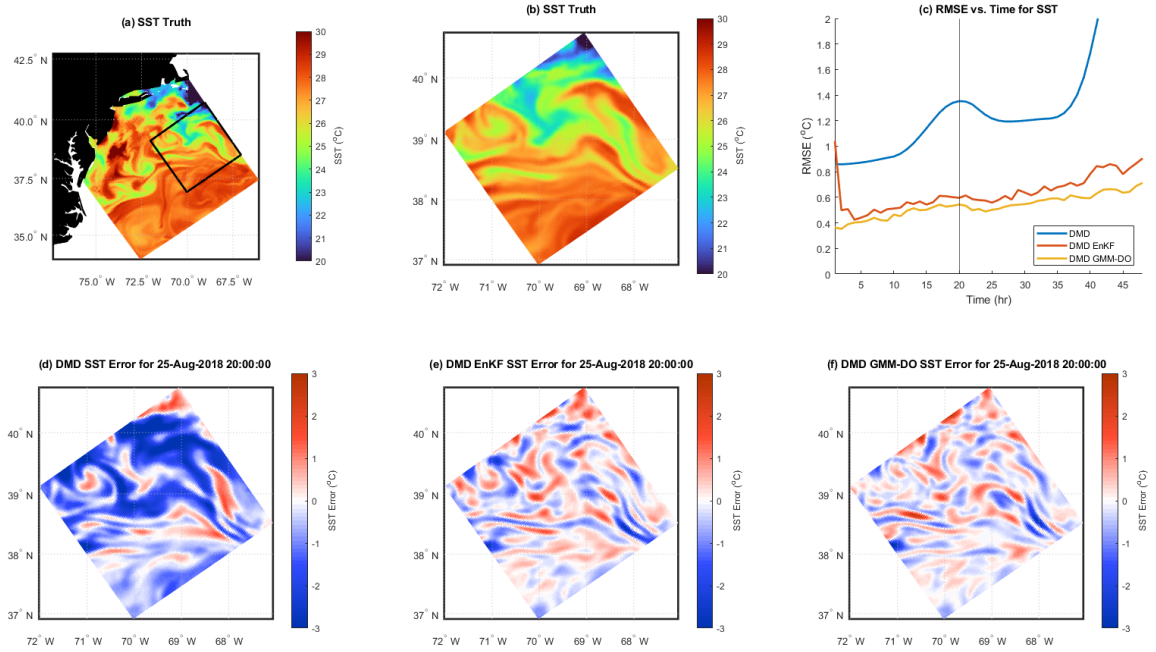 (a) SST Truth
42.5° N
40.0° N
37.5° N
35.0° N
75.0° W 72.5° W 70.0° W 67.5° W
30
29
28
27
26
25
24
23
22
21
20
SST (°C)
(b) SST Truth
40° N
39° N
38° N
37° N
72° W 71° W 70° W 69° W 68° W
30
29
28
27
26
25
24
23
22
21
20
SST (°C)
(c) RMSE vs. Time for SST
2
1.8
1.6
1.4
1.2
1
0.8
0.6
0.4
0.2
0
RMSE (°C)
5 10 15 20 25 30 35 40 45
Time (hr)
DMD
DMD EnKF
DMD GMM-DO
(d) DMD SST Error for 25-Aug-2018 20:00:00
40° N
39° N
38° N
37° N
72° W 71° W 70° W 69° W 68° W
3
2
1
0
-1
-2
-3
SST Error (°C)
(e) DMD EnKF SST Error for 25-Aug-2018 20:00:00
40° N
39° N
38° N
37° N
72° W 71° W 70° W 69° W 68° W
3
2
1
0
-1
-2
-3
SST Error (°C)
(f) DMD GMM-DO SST Error for 25-Aug-2018 20:00:00
40° N
39° N
38° N
37° N
72° W 71° W 70° W 69° W 68° W
3
2
1
0
-1
-2
-3
SST Error (°C)